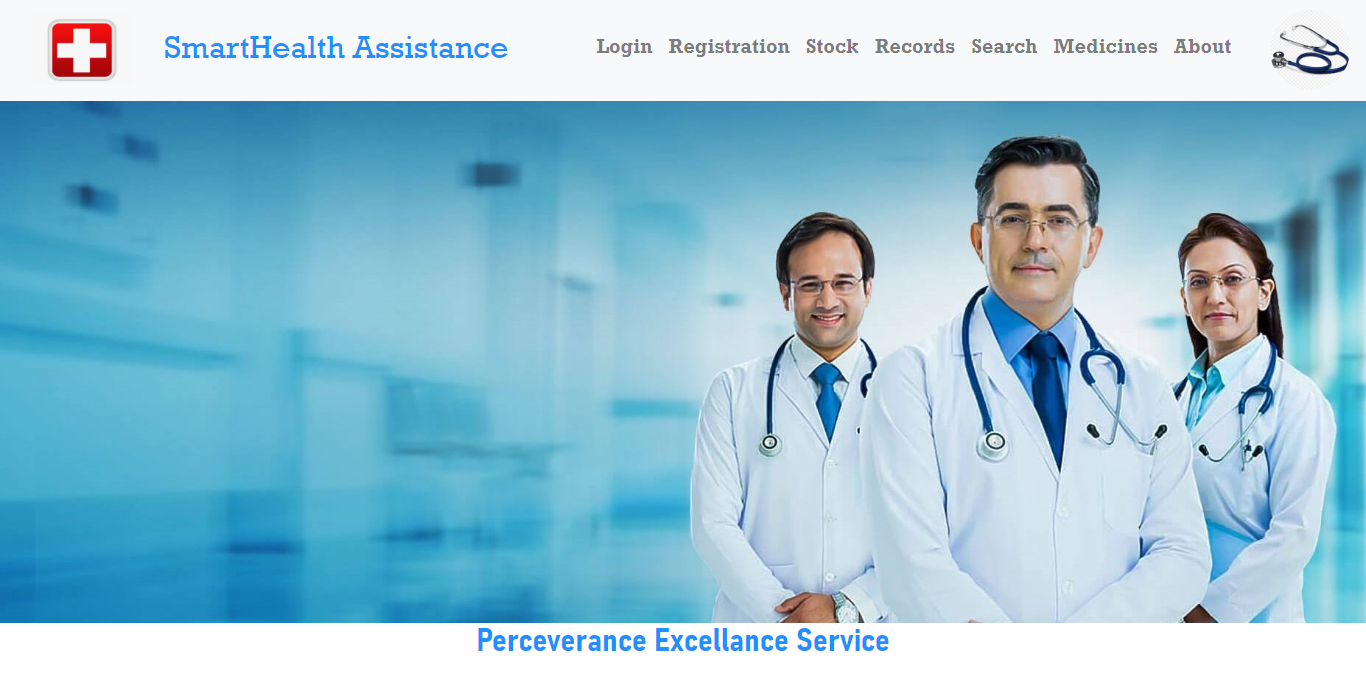 SmartHealth Assistance
Login Registration Stock Records Search Medicines About
Perceverance Excellance Service